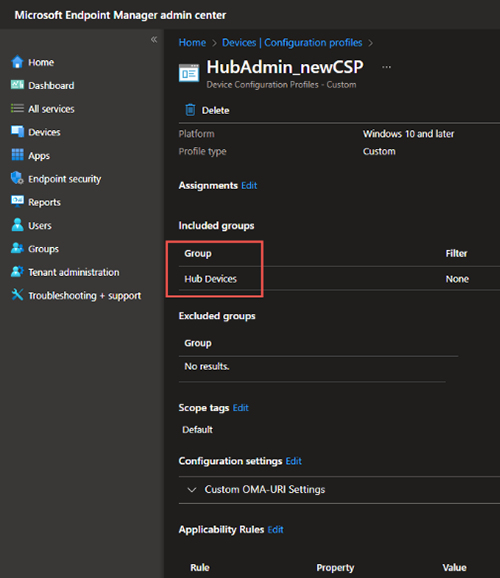 Microsoft Endpoint Manager admin center
«
Home
Dashboard
All services
Devices
Apps
Endpoint security
Reports
Users
Groups
Tenant administration
Troubleshooting + support
Home > Devices | Configuration profiles >
HubAdmin_newCSP ...
Device Configuration Profiles - Custom
Delete
Platform Windows 10 and later
Profile type Custom
Assignments Edit
Included groups
Group Filter
Hub Devices None
Excluded groups
Group
No results.
Scope tags Edit
Default
Configuration settings Edit
Custom OMA-URI Settings
Applicability Rules Edit
Rule Property Value